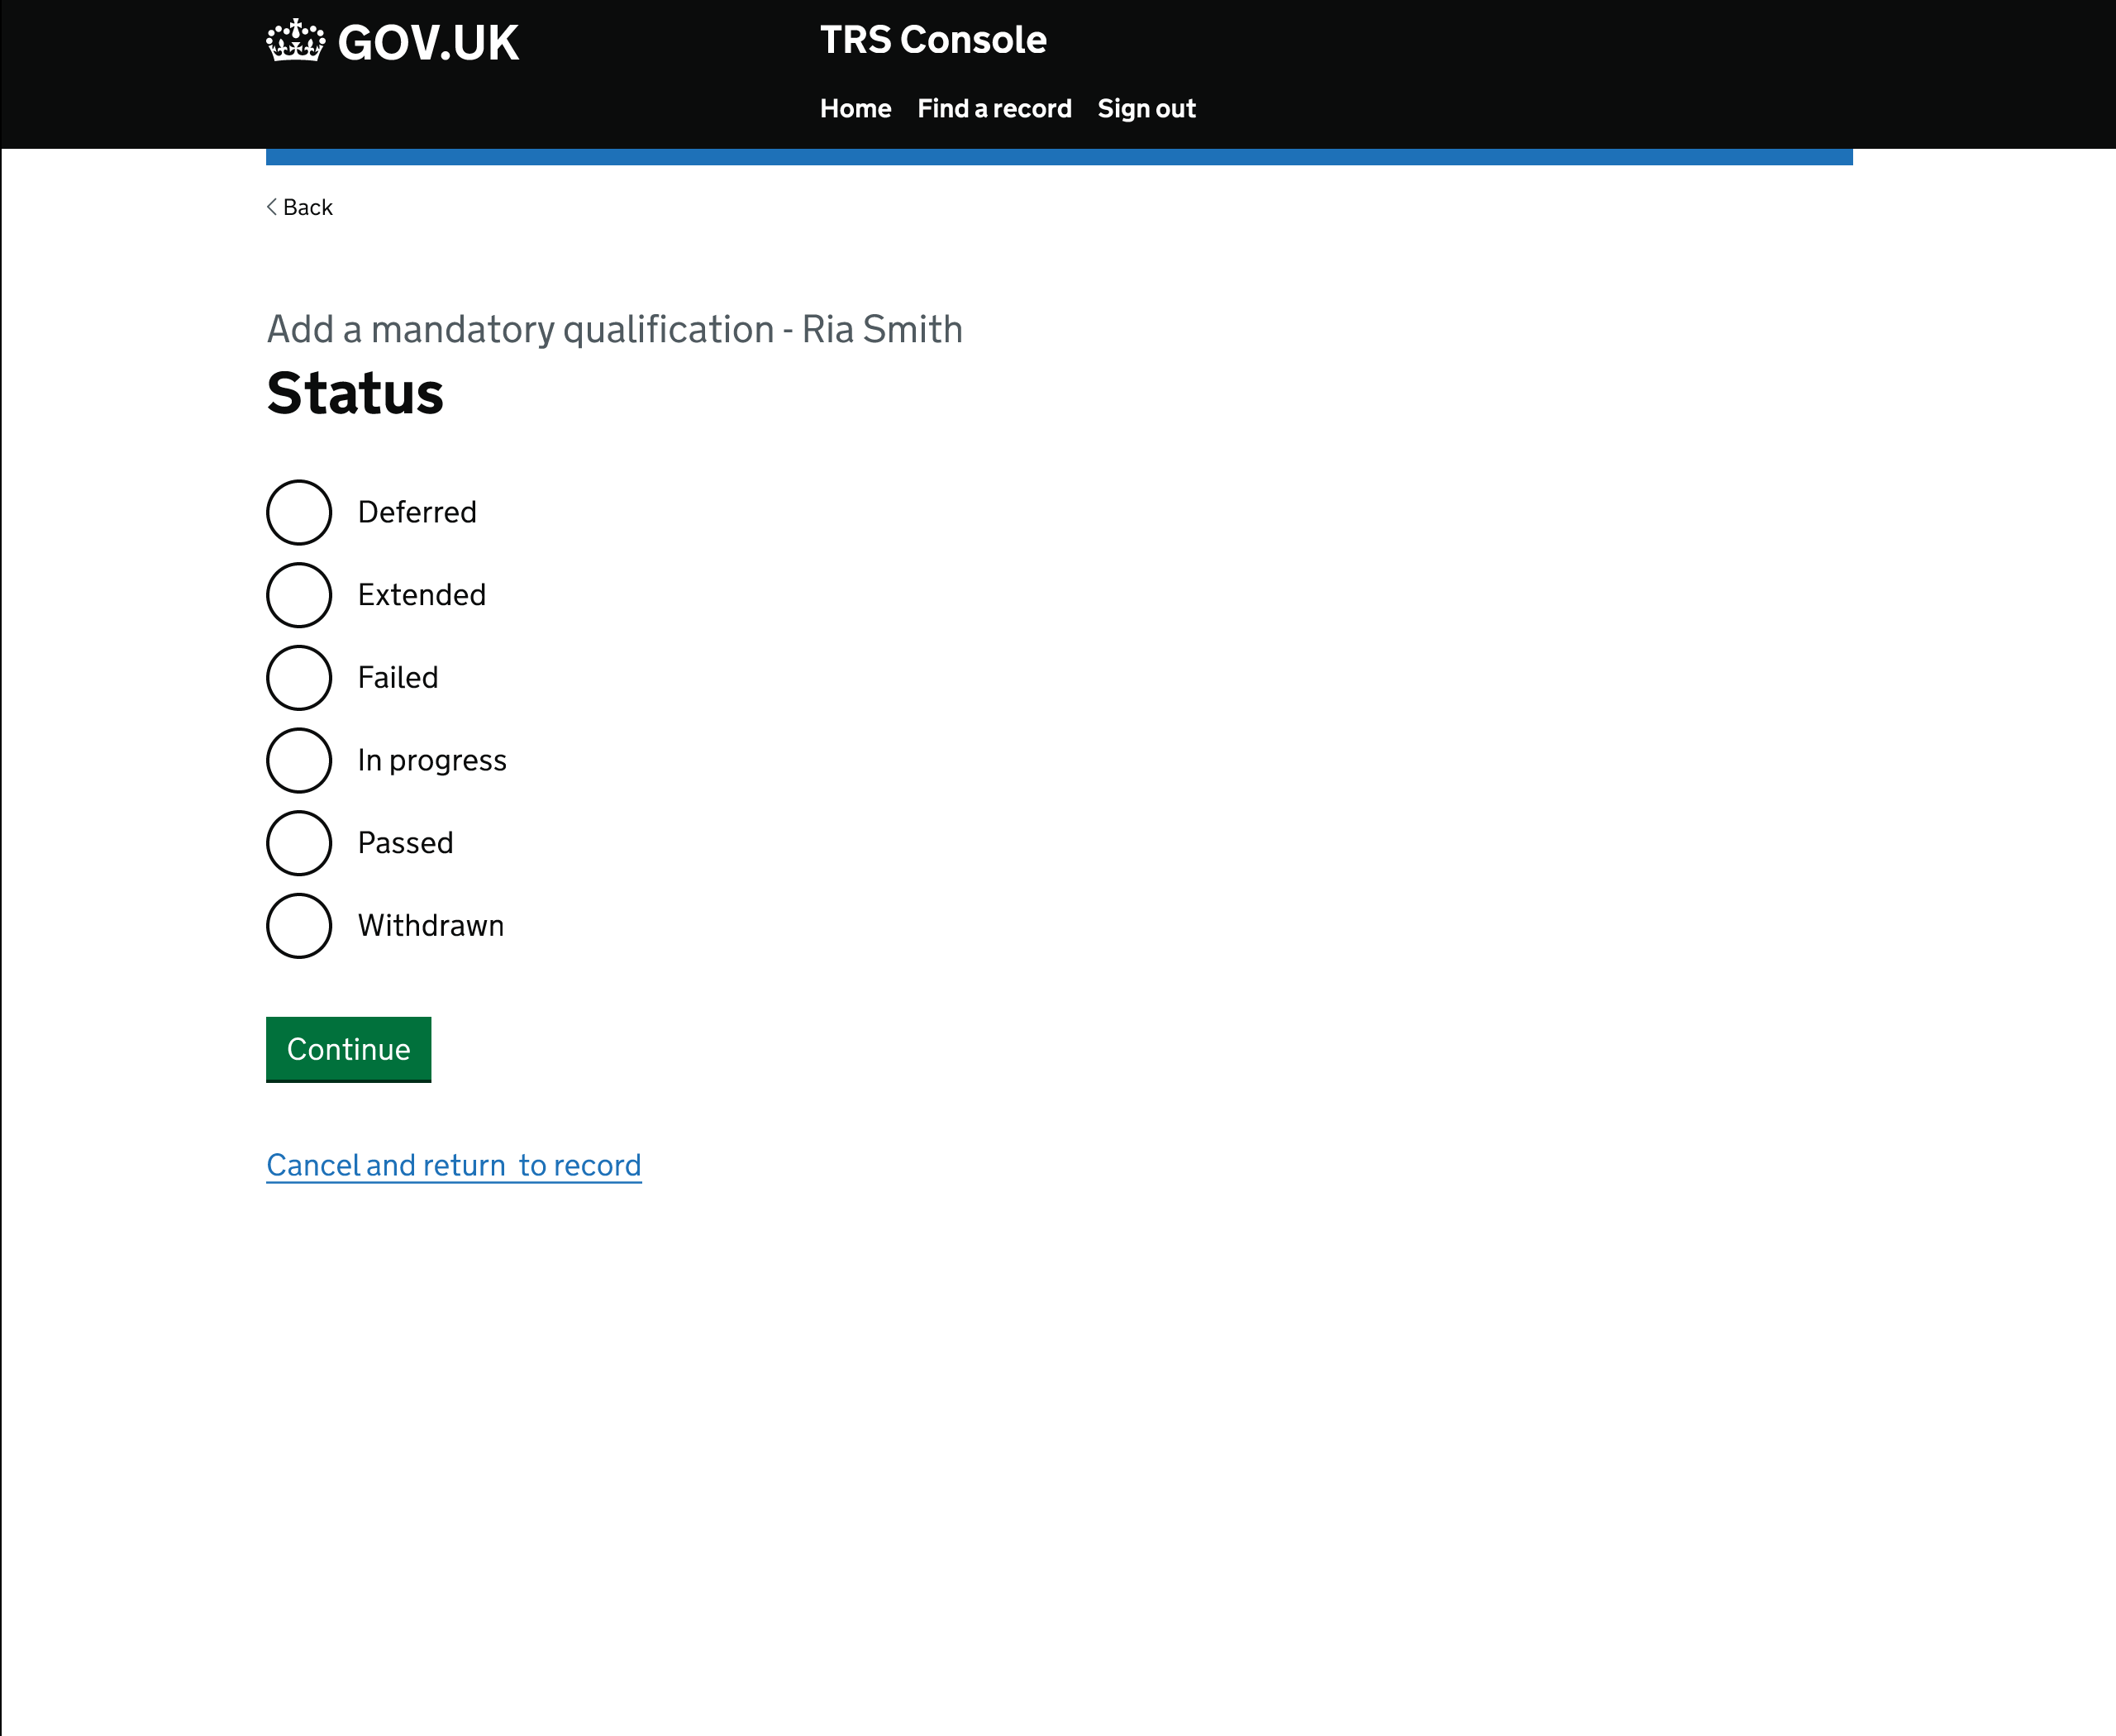 GOV.UK
TRS Console
Home Find a record Sign out
Back
Add a mandatory qualification - Ria Smith
Status
Deferred
Extended
Failed
In progress
Passed
Withdrawn
Continue
Cancel and return  to record